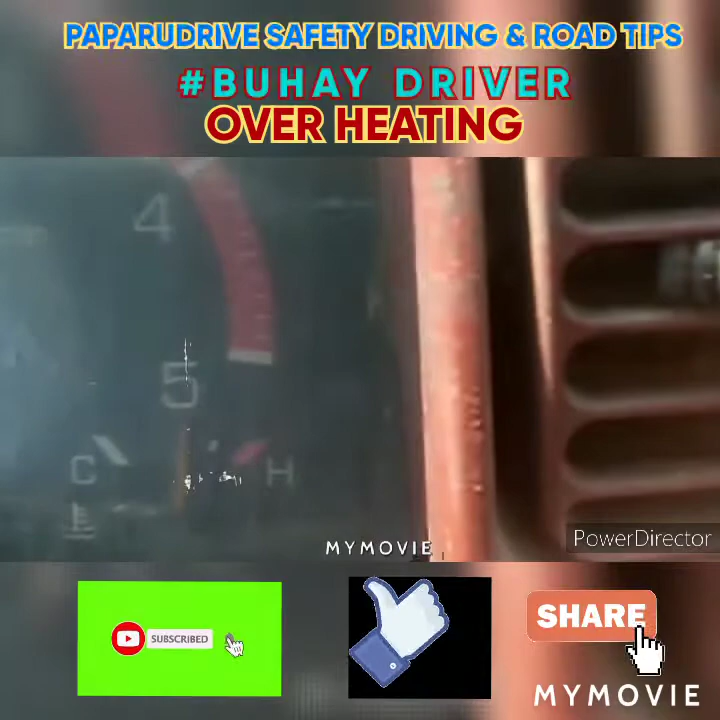 PAPARUDRIVE SAFETY DRIVING & ROAD TIPS
#BUHAY DRIVER
OVER HEATING
4
5
C H
MYMOVIE
PowerDirector
SUBSCRIBED
SHARE
MYMOVIE